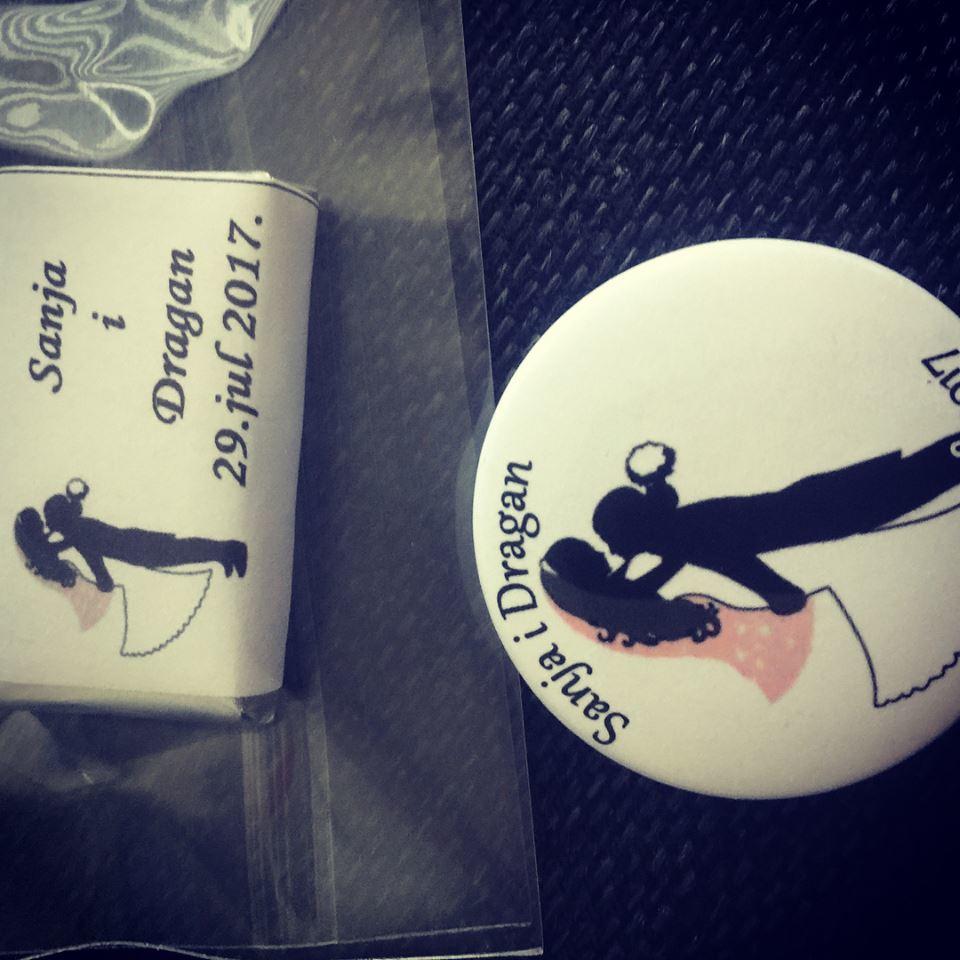 Sanja
i
Dragan
29.jul 2017.
Sanja i Dragan